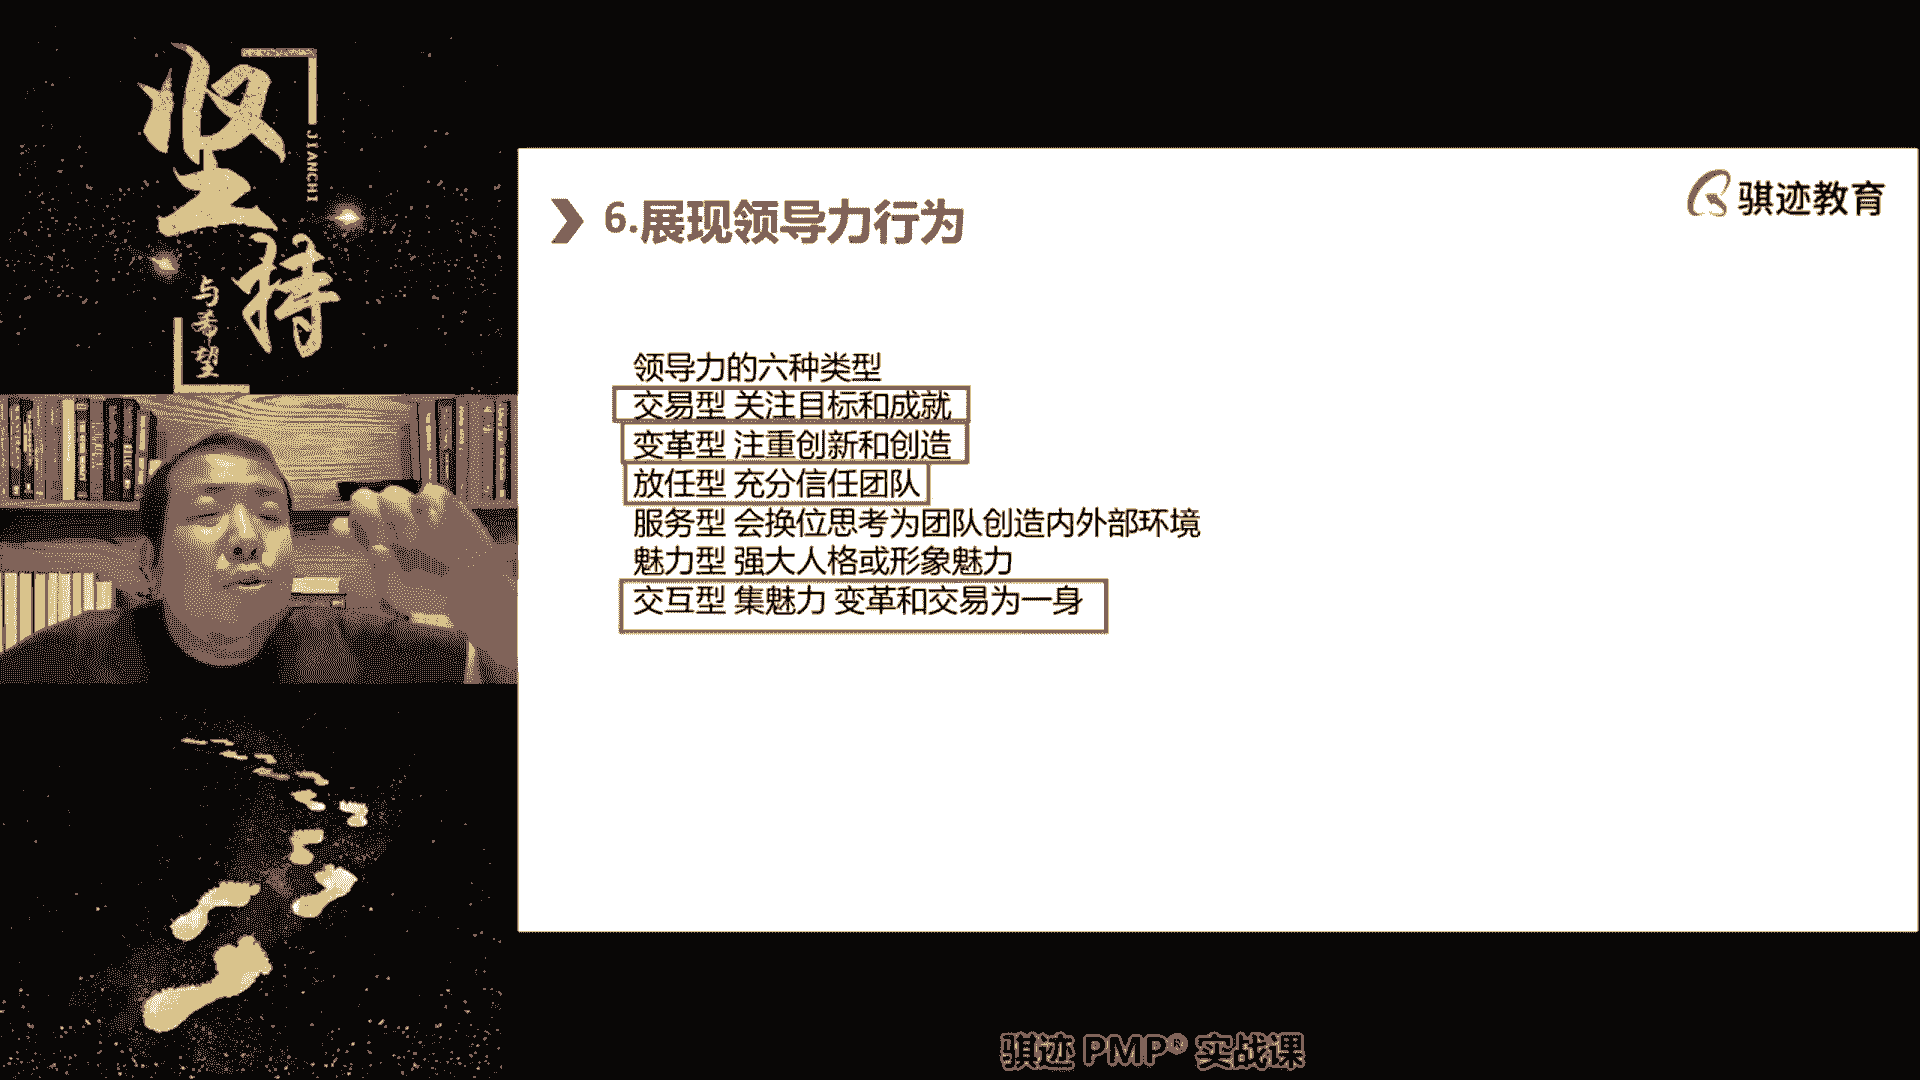 坚持
JIANCHI
与希望
骐迹教育
6.展现领导力行为
领导力的六种类型
交易型 关注目标和成就
变革型 注重创新和创造
放任型 充分信任团队
服务型 会换位思考为团队创造内外部环境
魅力型 强大人格或形象魅力
交互型 集魅力 变革和交易为一身
骐迹 PMP® 实战课